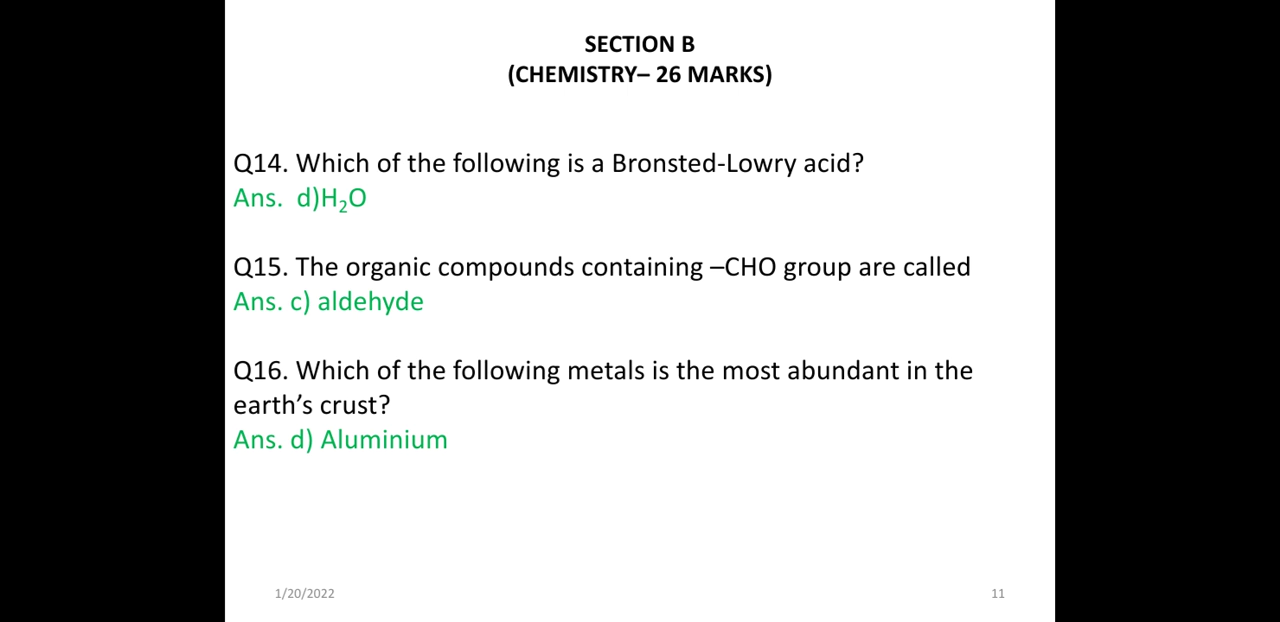 SECTION B
(CHEMISTRY– 26 MARKS)
Q14. Which of the following is a Bronsted-Lowry acid?
Ans.  d)H₂O
Q15. The organic compounds containing –CHO group are called
Ans. c) aldehyde
Q16. Which of the following metals is the most abundant in the
earth’s crust?
Ans. d) Aluminium
1/20/2022
11